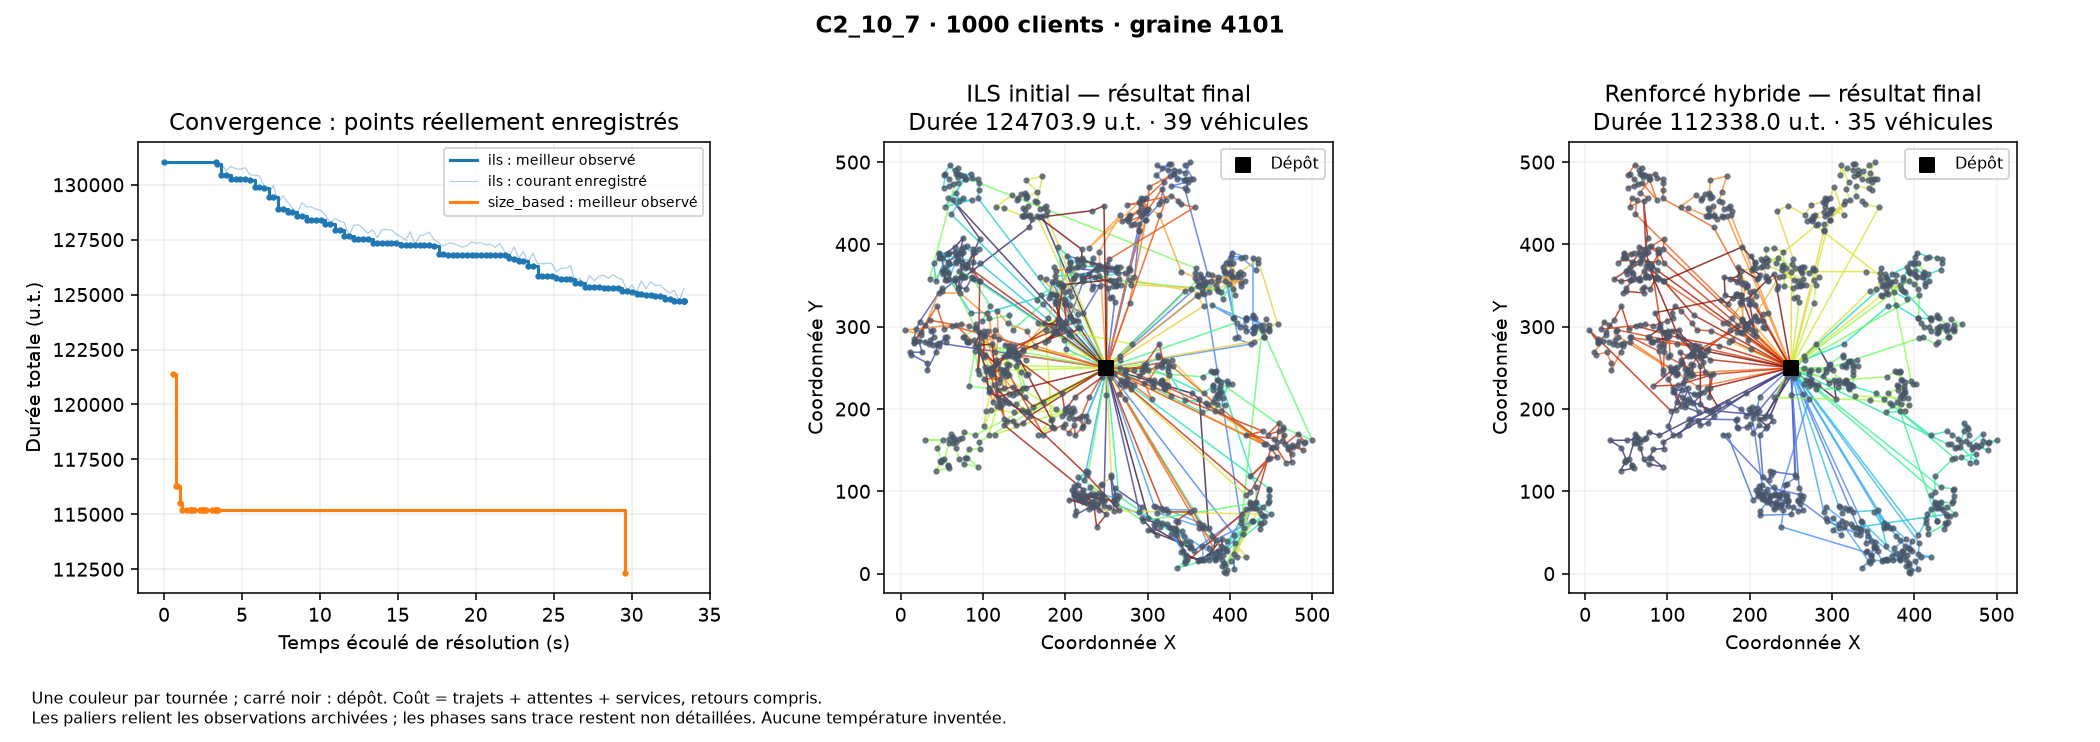 C2_10_7 · 1000 clients · graine 4101
Convergence : points réellement enregistrés
ils : meilleur observé
ils : courant enregistré
size_based : meilleur observé
Durée totale (u.t.)
130000
127500
125000
122500
120000
117500
115000
112500
0 5 10 15 20 25 30 35
Temps écoulé de résolution (s)
ILS initial — résultat final
Durée 124703.9 u.t. · 39 véhicules
Dépôt
Coordonnée Y
500
400
300
200
100
0
0 100 200 300 400 500
Coordonnée X
Renforcé hybride — résultat final
Durée 112338.0 u.t. · 35 véhicules
Dépôt
Coordonnée Y
500
400
300
200
100
0
0 100 200 300 400 500
Coordonnée X
Une couleur par tournée ; carré noir : dépôt. Coût = trajets + attentes + services, retours compris.
Les paliers relient les observations archivées ; les phases sans trace restent non détaillées. Aucune température inventée.